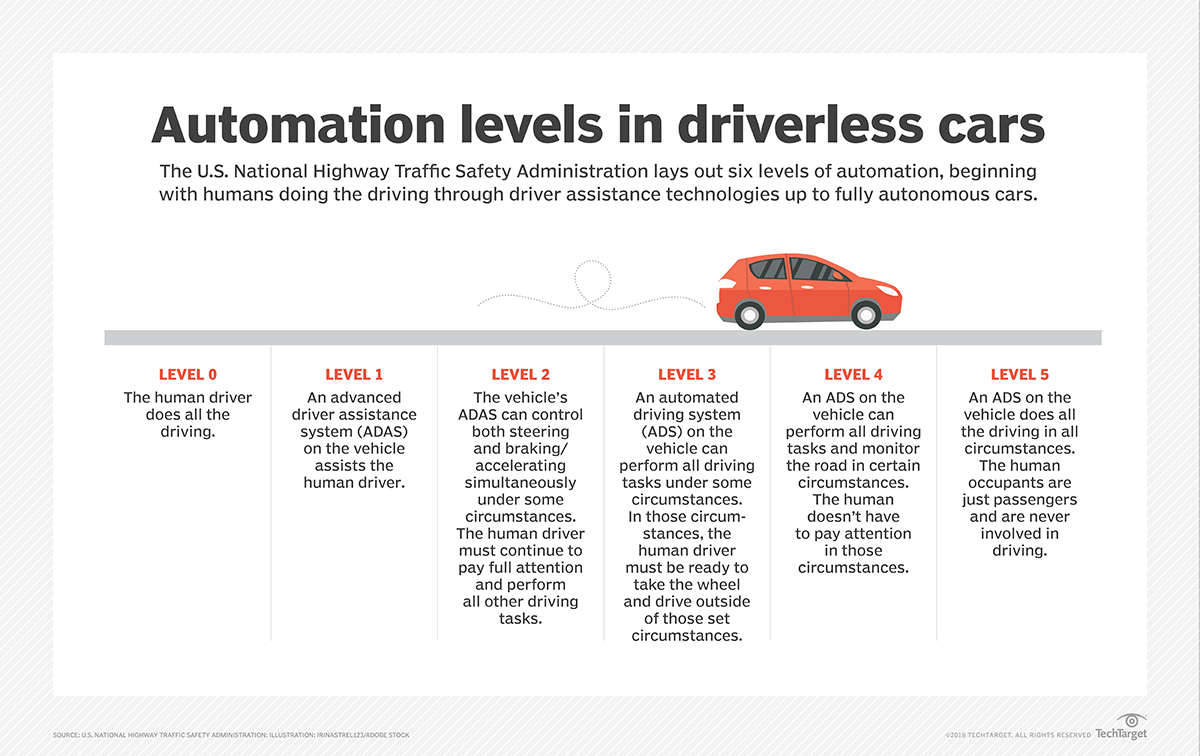 Automation levels in driverless cars
The U.S. National Highway Traffic Safety Administration lays out six levels of automation, beginning
with humans doing the driving through driver assistance technologies up to fully autonomous cars.
LEVEL 0
The human driver
does all the
driving.
LEVEL 1
An advanced
driver assistance
system (ADAS)
on the vehicle
assists the
human driver.
LEVEL 2
The vehicle’s
ADAS can control
both steering
and braking/
accelerating
simultaneously
under some
circumstances.
The human driver
must continue to
pay full attention
and perform
all other driving
tasks.
LEVEL 3
An automated
driving system
(ADS) on the
vehicle can
perform all driving
tasks under some
circumstances.
In those circum-
stances, the
human driver
must be ready to
take the wheel
and drive outside
of those set
circumstances.
LEVEL 4
An ADS on the
vehicle can
perform all driving
tasks and monitor
the road in certain
circumstances.
The human
doesn’t have
to pay attention
in those
circumstances.
LEVEL 5
An ADS on the
vehicle does all
the driving in all
circumstances.
The human
occupants are
just passengers
and are never
involved in
driving.
SOURCE: U.S. NATIONAL HIGHWAY TRAFFIC SAFETY ADMINISTRATION; ILLUSTRATION: IRINASTREL123/ADOBE STOCK
©2018 TECHTARGET. ALL RIGHTS RESERVED
TechTarget